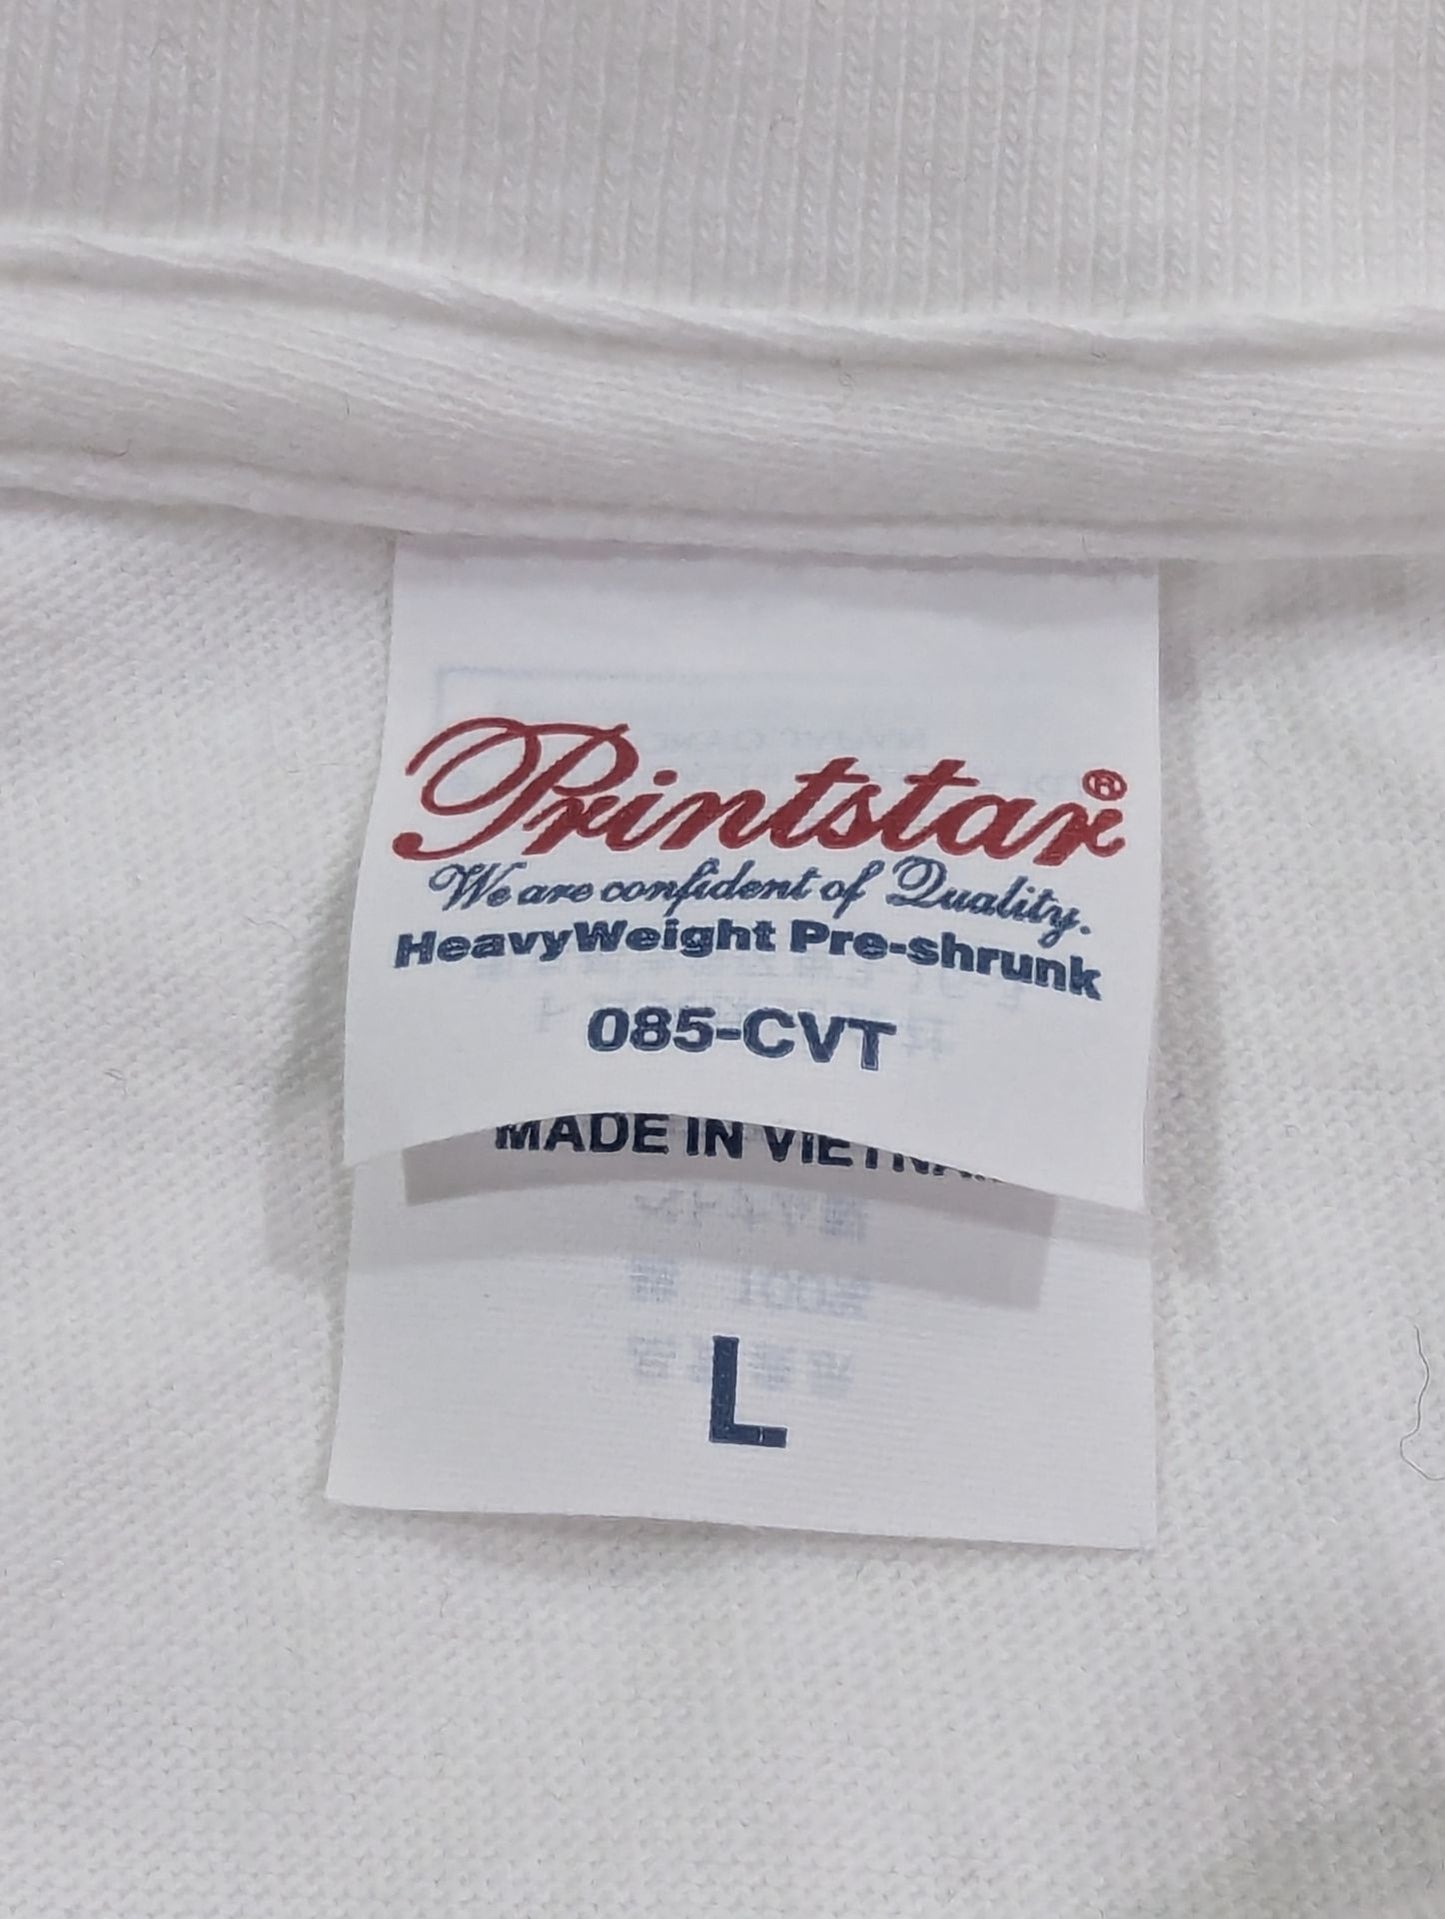 Printstar®
We are confident of Quality.
HeavyWeight Pre-shrunk
085-CVT
MADE IN VIETNAM
L